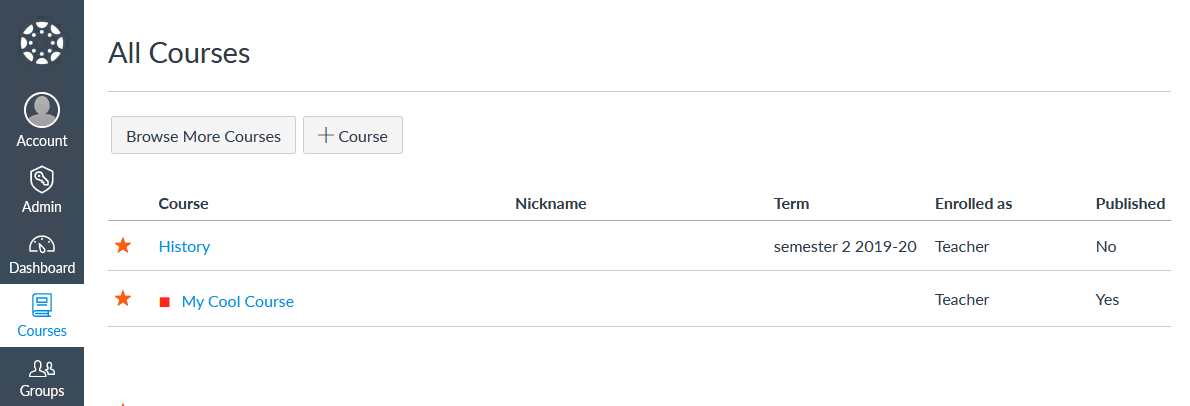 All Courses
Account
Browse More Courses
Course
Admin
Course Nickname Term Enrolled as Published
History semester 2 2019-20 Teacher No
Dashboard
My Cool Course Teacher Yes
Courses
Groups